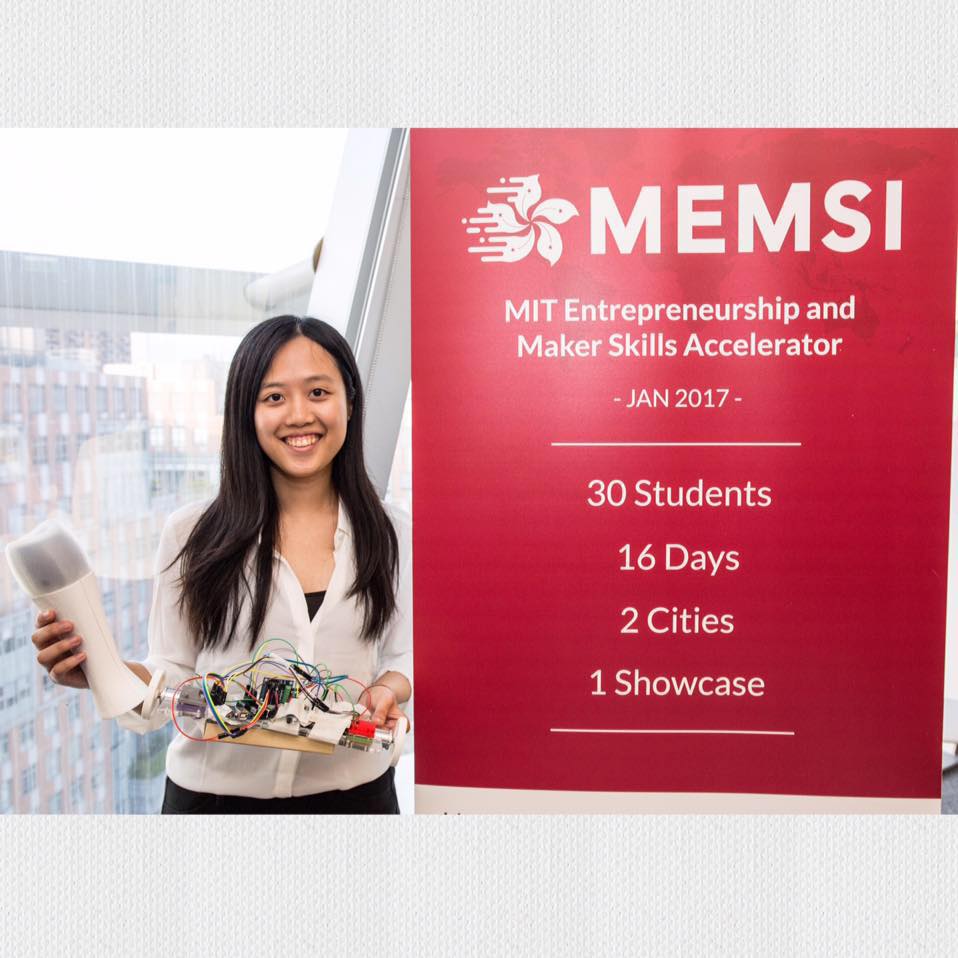 MEMSI
MIT Entrepreneurship and
Maker Skills Accelerator
- JAN 2017 -
30 Students
16 Days
2 Cities
1 Showcase